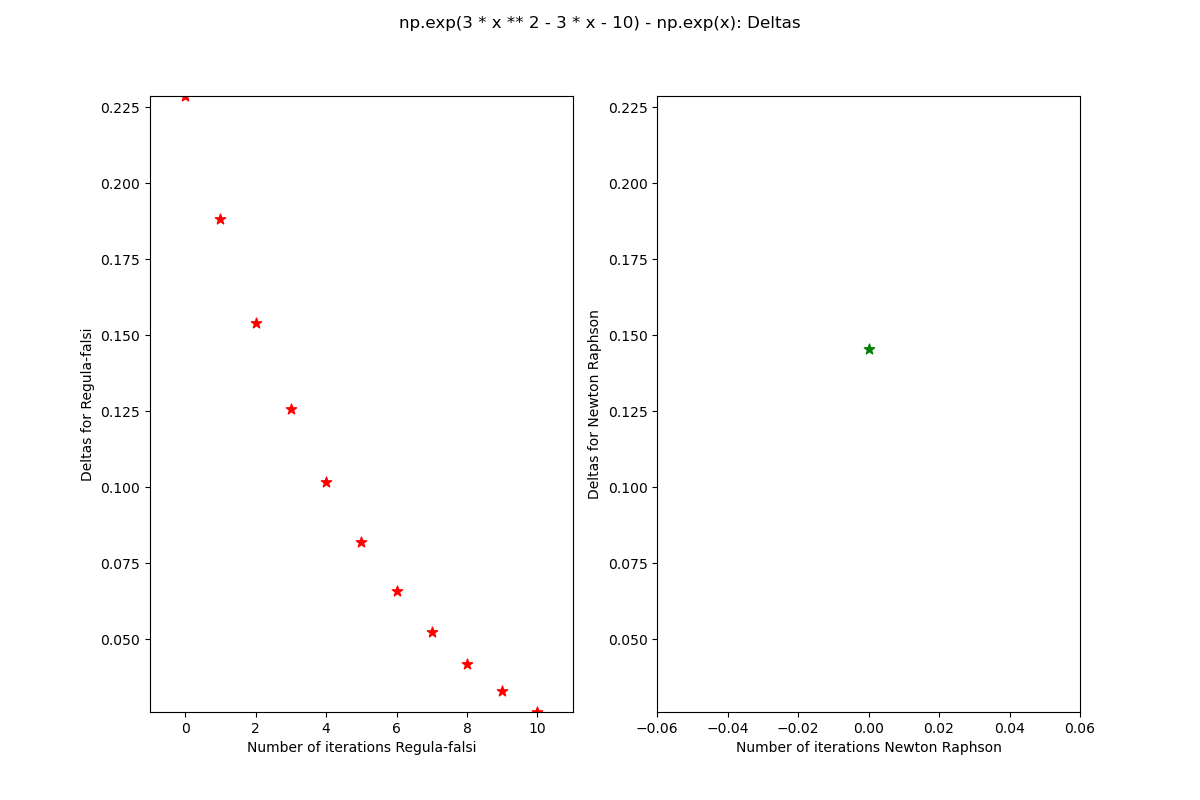 np.exp(3 * x ** 2 - 3 * x - 10) - np.exp(x): Deltas
Deltas for Regula-falsi
0.225
0.200
0.175
0.150
0.125
0.100
0.075
0.050
0 2 4 6 8 10
Number of iterations Regula-falsi
Deltas for Newton Raphson
0.225
0.200
0.175
0.150
0.125
0.100
0.075
0.050
−0.06 −0.04 −0.02 0.00 0.02 0.04 0.06
Number of iterations Newton Raphson